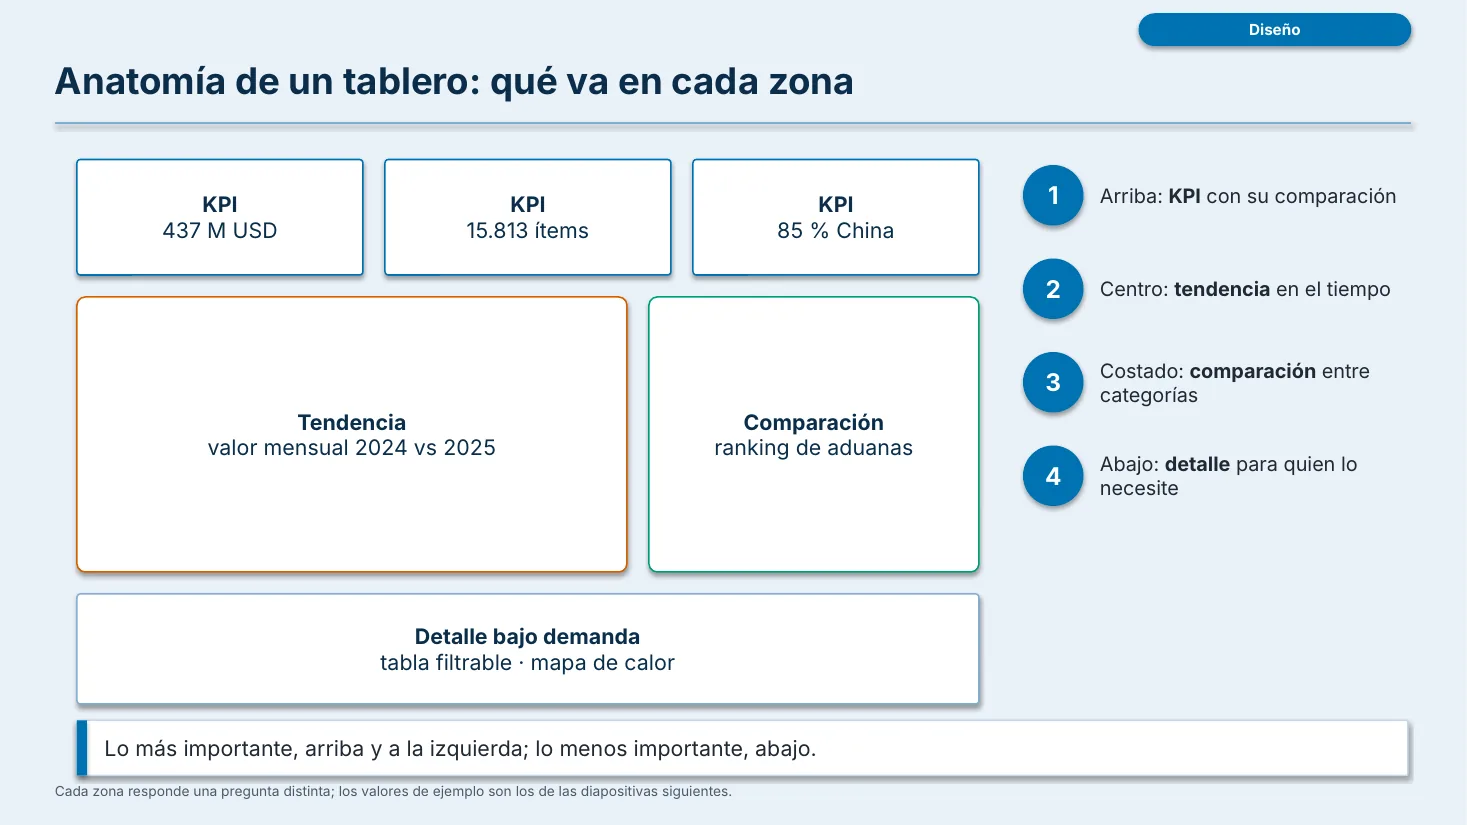 Diseño
Anatomía de un tablero: qué va en cada zona
KPI
437 M USD
KPI
15.813 ítems
KPI
85 % China
Tendencia
valor mensual 2024 vs 2025
Comparación
ranking de aduanas
Detalle bajo demanda
tabla filtrable · mapa de calor
1
Arriba: KPI con su comparación
2
Centro: tendencia en el tiempo
3
Costado: comparación entre
categorías
4
Abajo: detalle para quien lo
necesite
Lo más importante, arriba y a la izquierda; lo menos importante, abajo.
Cada zona responde una pregunta distinta; los valores de ejemplo son los de las diapositivas siguientes.